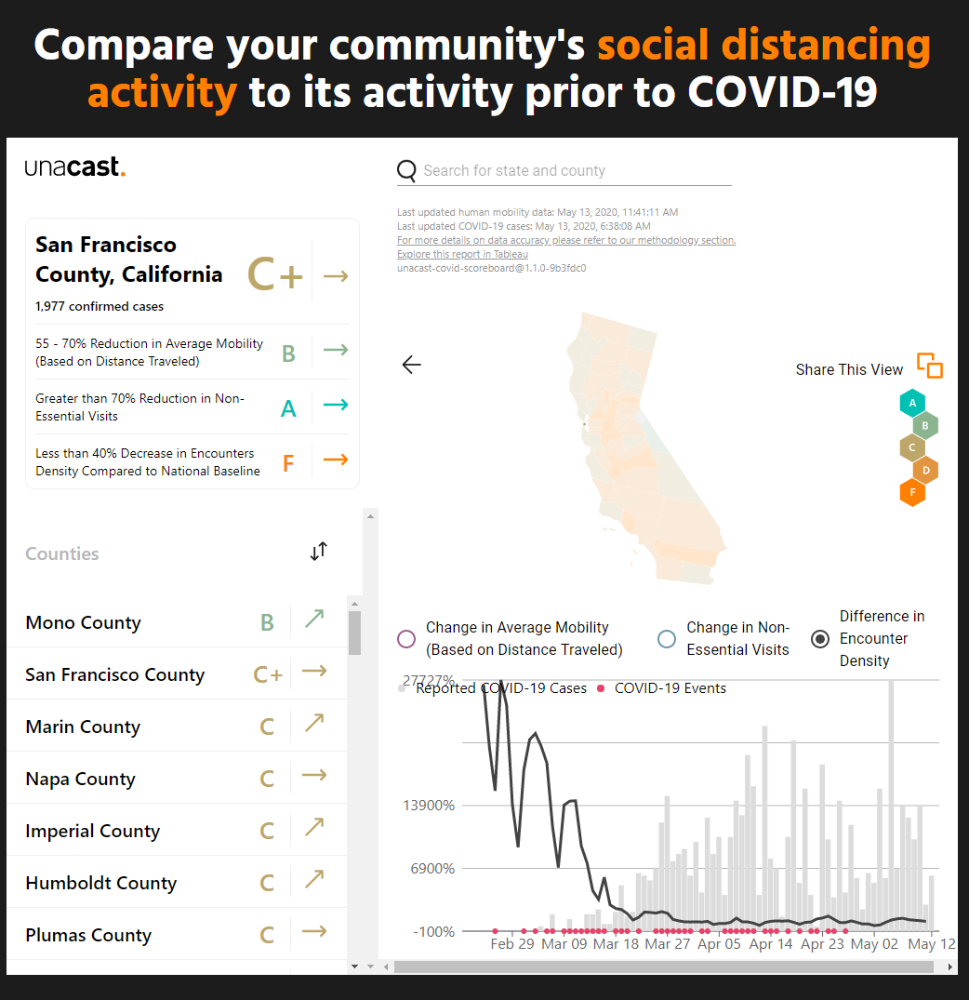 Compare your community's social distancing
activity to its activity prior to COVID-19
unacast.
Search for state and county
Last updated human mobility data: May 13, 2020, 11:41:11 AM
Last updated COVID-19 cases: May 13, 2020, 6:38:08 AM
For more details on data accuracy please refer to our methodology section.
Explore this report in Tableau
unacast-covid-scoreboard@1.1.0-9b3fdc0
San Francisco
County, California
C+
1,977 confirmed cases
55 - 70% Reduction in Average Mobility
(Based on Distance Traveled)
B
Greater than 70% Reduction in Non-
Essential Visits
A
Less than 40% Decrease in Encounters
Density Compared to National Baseline
F
Share This View
A
B
C
D
F
Counties
Mono County B
San Francisco County C+
Marin County C
Napa County C
Imperial County C
Humboldt County C
Plumas County C
Change in Average Mobility
(Based on Distance Traveled)
Change in Non-
Essential Visits
Difference in
Encounter
Density
27727%
Reported COVID-19 Cases
COVID-19 Events
13900%
6900%
-100%
Feb 29 Mar 09 Mar 18 Mar 27 Apr 05 Apr 14 Apr 23 May 02 May 12